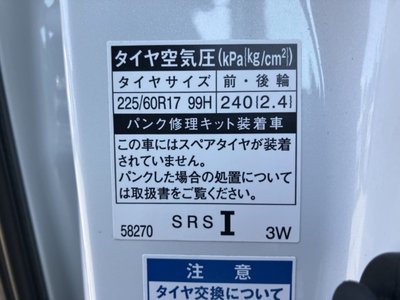 タイヤ空気圧(kPa{kg/cm²})
タイヤサイズ 前・後輪
225/60R17 99H 240{2.4}
パンク修理キット装着車
この車にはスペアタイヤが装着
されていません。
パンクした場合の処置については
は取扱書をご覧ください。
58270 SRS I 3W
注 意
タイヤ交換について